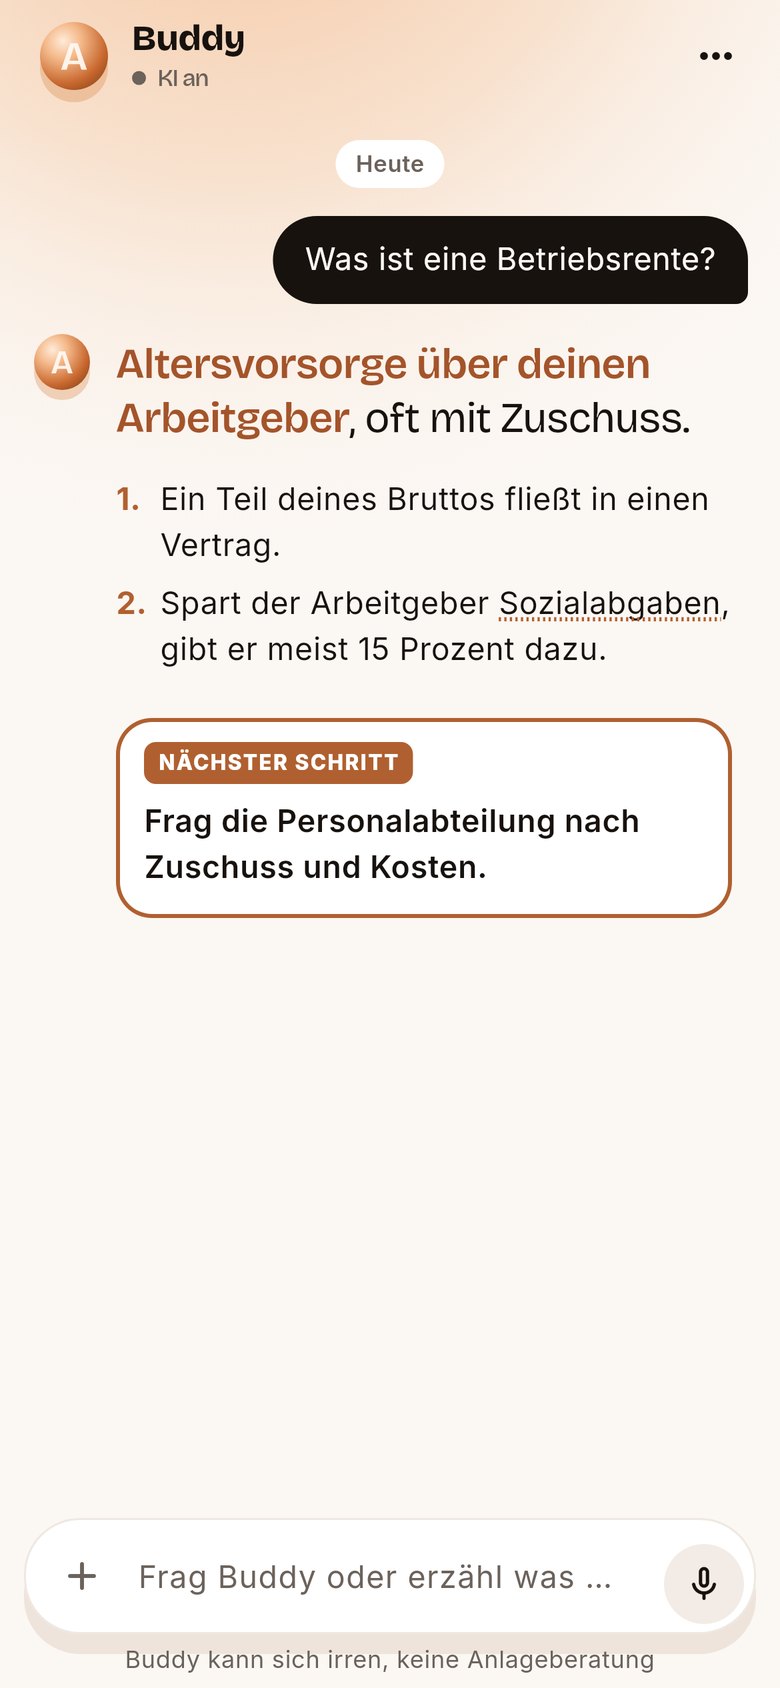 A
Buddy
KI an
Heute
Was ist eine Betriebsrente?
A
Altersvorsorge über deinen
Arbeitgeber, oft mit Zuschuss.
1. Ein Teil deines Bruttos fließt in einen
Vertrag.
2. Spart der Arbeitgeber Sozialabgaben,
gibt er meist 15 Prozent dazu.
NÄCHSTER SCHRITT
Frag die Personalabteilung nach
Zuschuss und Kosten.
Frag Buddy oder erzähl was ...
Buddy kann sich irren, keine Anlageberatung